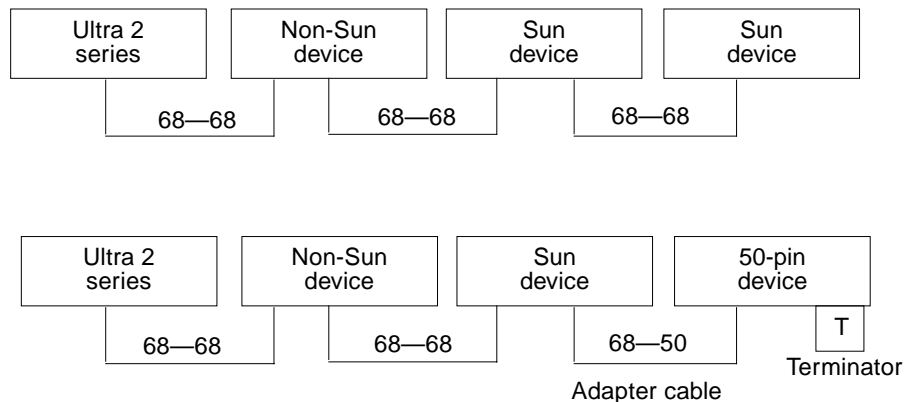 Ultra 2
series
Non-Sun
device
Sun
device
Sun
device
68—68
68—68
68—68
Ultra 2
series
Non-Sun
device
Sun
device
50-pin
device
68—68
68—68
68—50
T
Terminator
Adapter cable